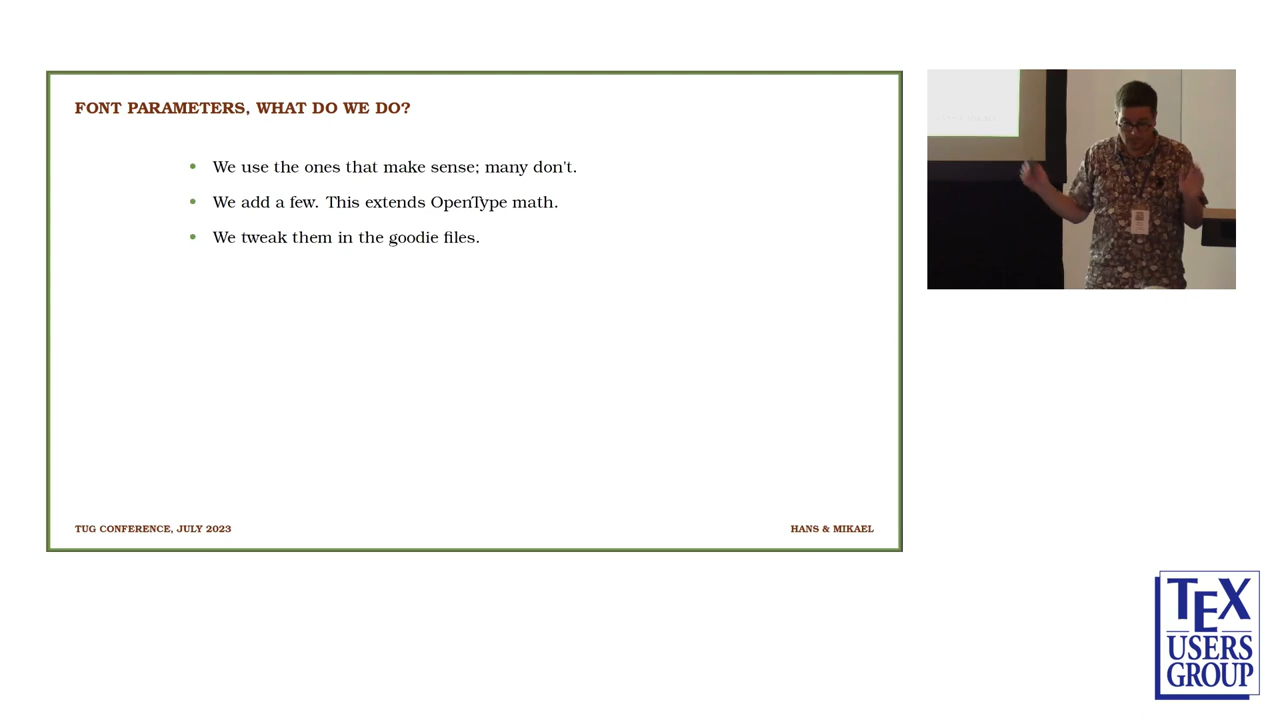 FONT PARAMETERS, WHAT DO WE DO?
• We use the ones that make sense; many don't.
• We add a few. This extends OpenType math.
• We tweak them in the goodie files.
TUG CONFERENCE, JULY 2023
HANS & MIKAEL
TEX
USERS
GROUP